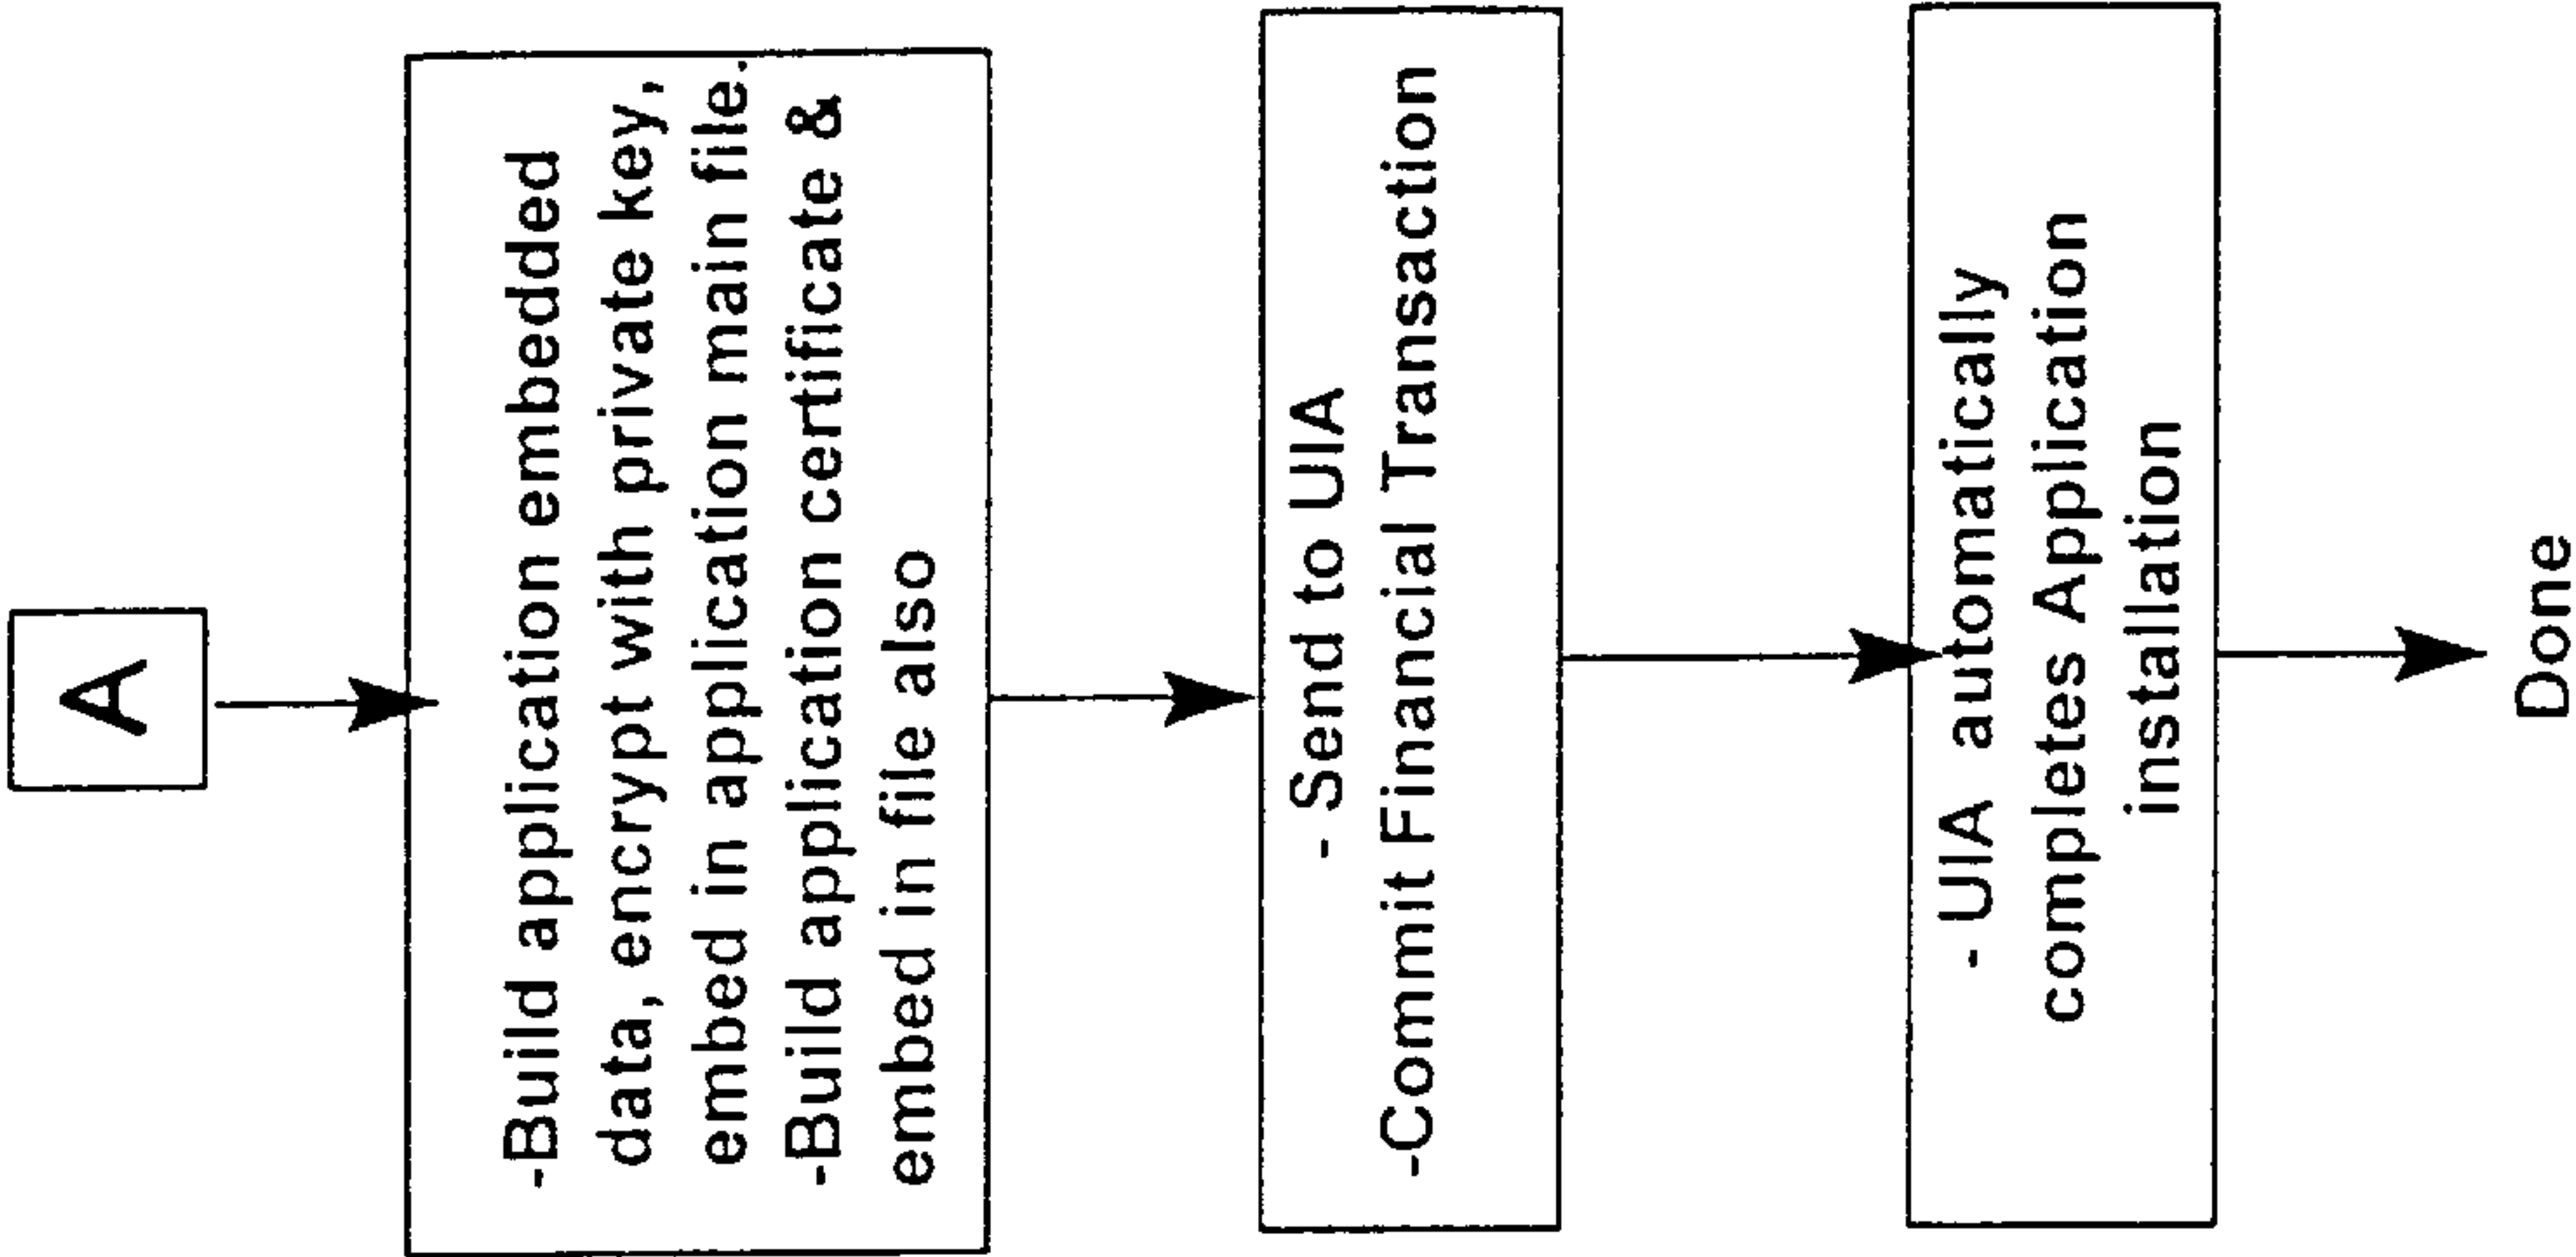 A
-Build application embedded
data, encrypt with private key,
embed in application main file.
-Build application certificate &
embed in file also
- Send to UIA
-Commit Financial Transaction
- UIA automatically
completes Application
installation
Done